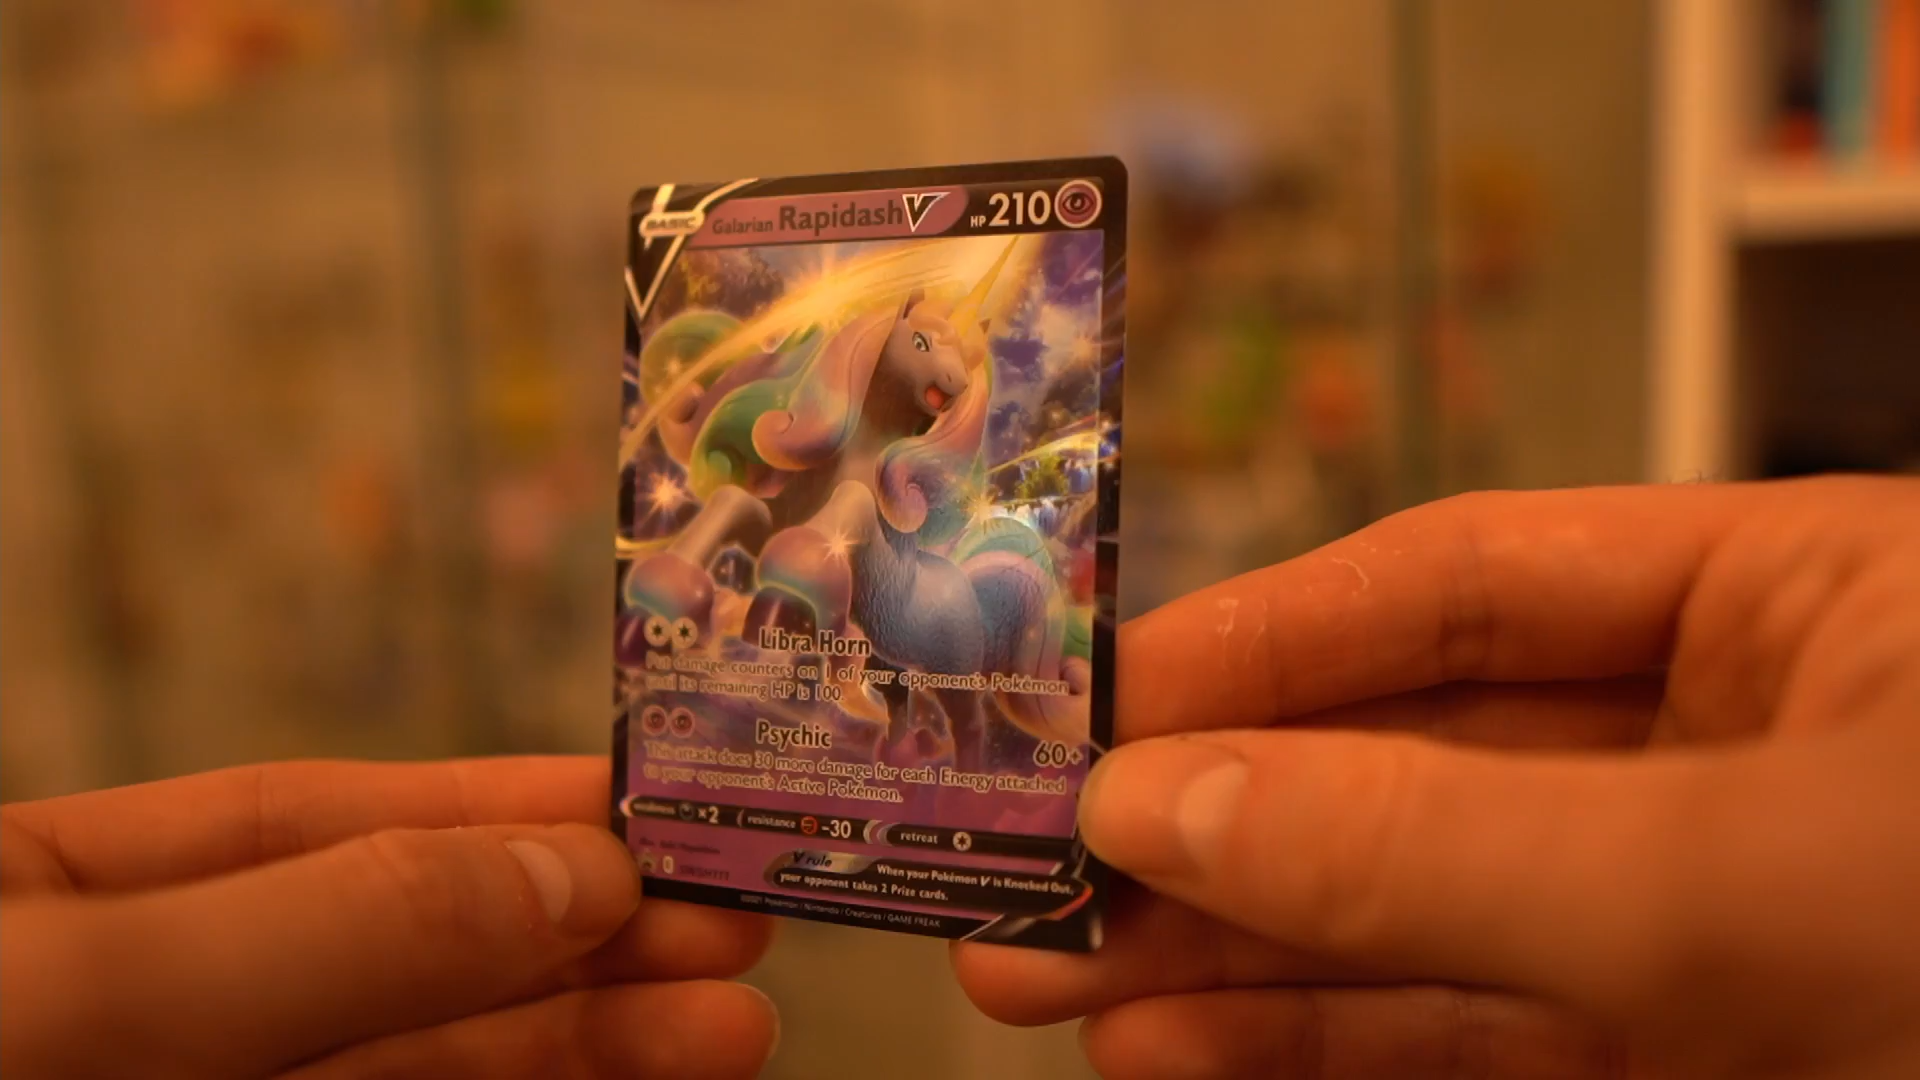 BASIC
Galarian Rapidash V HP 210
Libra Horn
Put damage counters on 1 of your opponent's Pokémon
until its remaining HP is 100.
Psychic 60+
This attack does 30 more damage for each Energy attached
to your opponent's Active Pokémon.
weakness ×2 resistance -30 retreat
V rule When your Pokémon V is Knocked Out,
your opponent takes 2 Prize cards.
©2021 Pokémon / Nintendo / Creatures / GAME FREAK